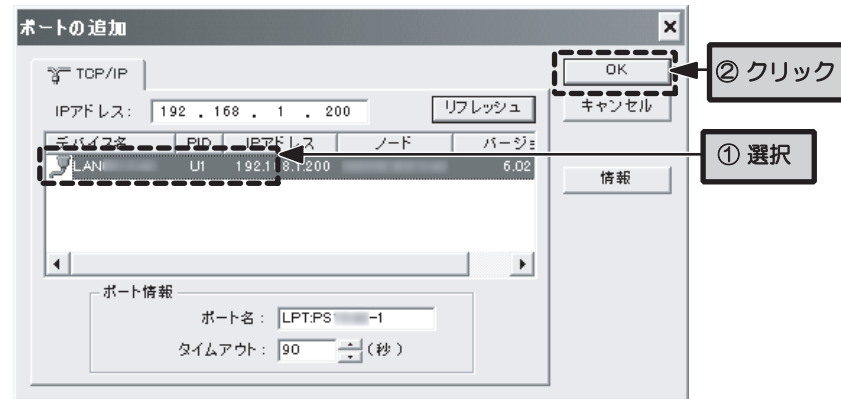 ポートの追加
TCP/IP
IPアドレス: 192 . 168 . 1 . 200
リフレッシュ
OK
キャンセル
情報
② クリック
① 選択
デバイス名 PID IPアドレス ノード バージョ
LAN U1 192.1 8.1.200 6.02
ポート情報
ポート名: LPT:PS1 -1
タイムアウト: 90 (秒)